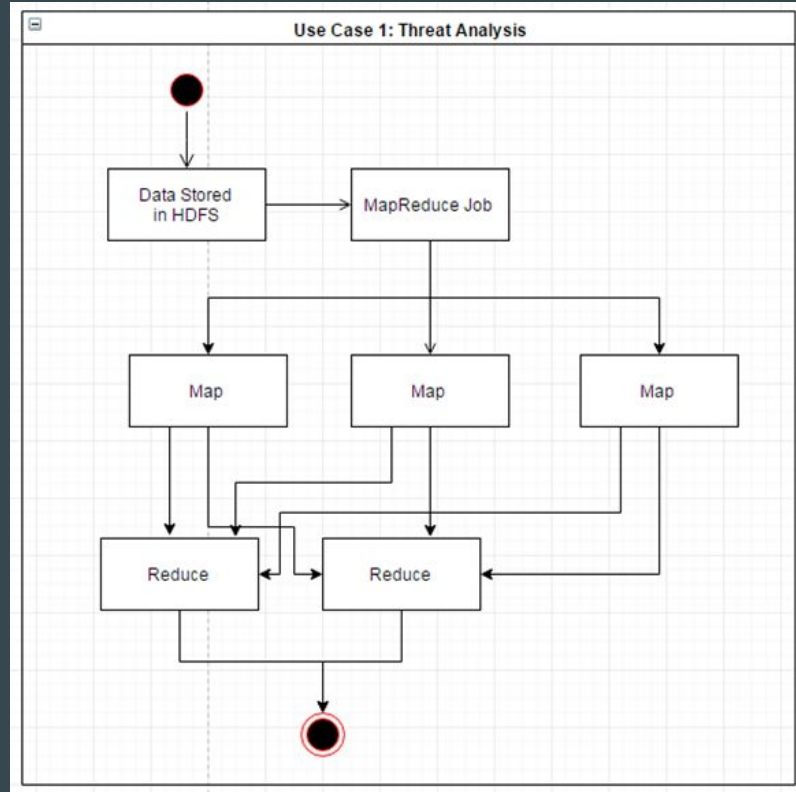 Use Case 1: Threat Analysis
Data Stored
in HDFS
MapReduce Job
Map
Map
Map
Reduce
Reduce